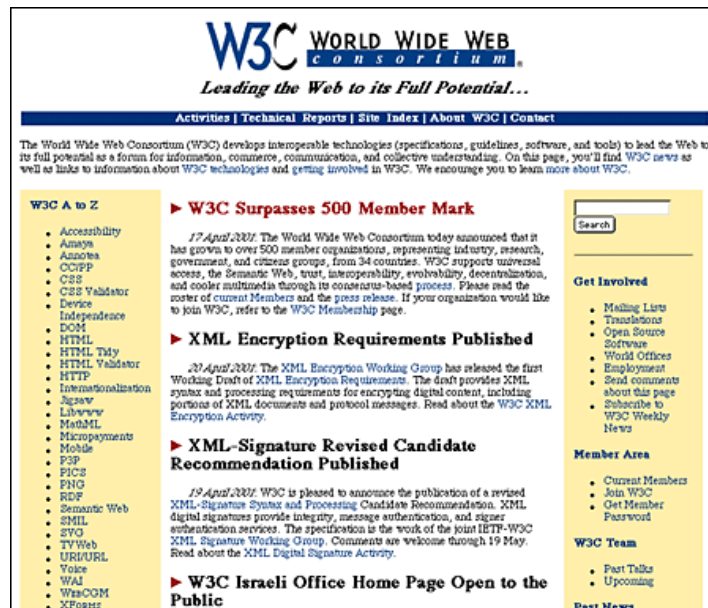 W3C WORLD WIDE WEB
consortium
Leading the Web to its Full Potential...
Activities | Technical Reports | Site Index | About W3C | Contact
The World Wide Web Consortium (W3C) develops interoperable technologies (specifications, guidelines, software, and tools) to lead the Web to
its full potential as a forum for information, commerce, communication, and collective understanding. On this page, you'll find W3C news as
well as links to information about W3C technologies and getting involved in W3C. We encourage you to learn more about W3C.
W3C A to Z
Accessibility
Amaya
Annotea
CC/PP
CSS
CSS Validator
Device
Independence
DOM
HTML
HTML Tidy
HTML Validator
HTTP
Internationalization
Jigsaw
Libwww
MathML
Micropayments
Mobile
P3P
PICS
PNG
RDF
Semantic Web
SMIL
SVG
TVWeb
URI/URL
Voice
WAI
WebCGM
XForms
W3C Surpasses 500 Member Mark
17 April 2001: The World Wide Web Consortium today announced that it
has grown to over 500 member organizations, representing industry, research,
government, and citizens groups, from 34 countries. W3C supports universal
access, the Semantic Web, trust, interoperability, evolvability, decentralization,
and cooler multimedia through its consensus-based process. Please read the
roster of current Members and the press release. If your organization would like
to join W3C, refer to the W3C Membership page.
XML Encryption Requirements Published
20 April 2001: The XML Encryption Working Group has released the first
Working Draft of XML Encryption Requirements. The draft provides XML
syntax and processing requirements for encrypting digital content, including
portions of XML documents and protocol messages. Read about the W3C XML
Encryption Activity.
XML-Signature Revised Candidate
Recommendation Published
19 April 2001: W3C is pleased to announce the publication of a revised
XML-Signature Syntax and Processing Candidate Recommendation. XML
digital signatures provide integrity, message authentication, and signer
authentication services. The specification is the work of the joint IETF-W3C
XML Signature Working Group. Comments are welcome through 19 May.
Read about the XML Digital Signature Activity.
W3C Israeli Office Home Page Open to the
Public
Search
Get Involved
Mailing Lists
Translations
Open Source
Software
World Offices
Employment
Send comments
about this page
Subscribe to
W3C Weekly
News
Member Area
Current Members
Join W3C
Get Member
Password
W3C Team
Past Talks
Upcoming
Past News